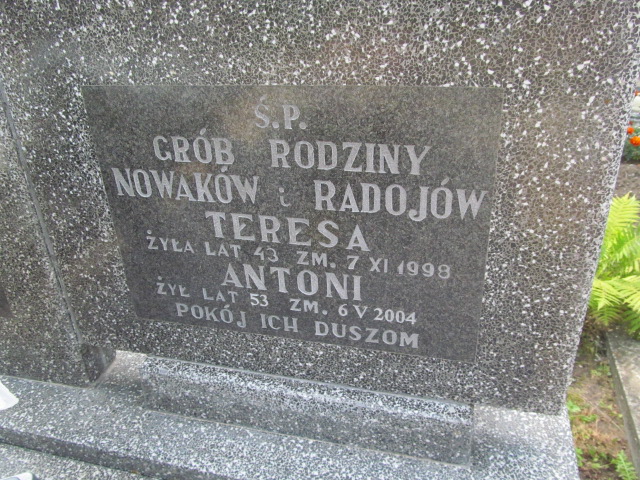 Ś.P.
GRÓB RODZINY
NOWAKÓW i RADOJÓW
TERESA
ŻYŁA LAT 43 ZM. 7 XI 1998
ANTONI
ŻYŁ LAT 53 ZM. 6 V 2004
POKÓJ ICH DUSZOM